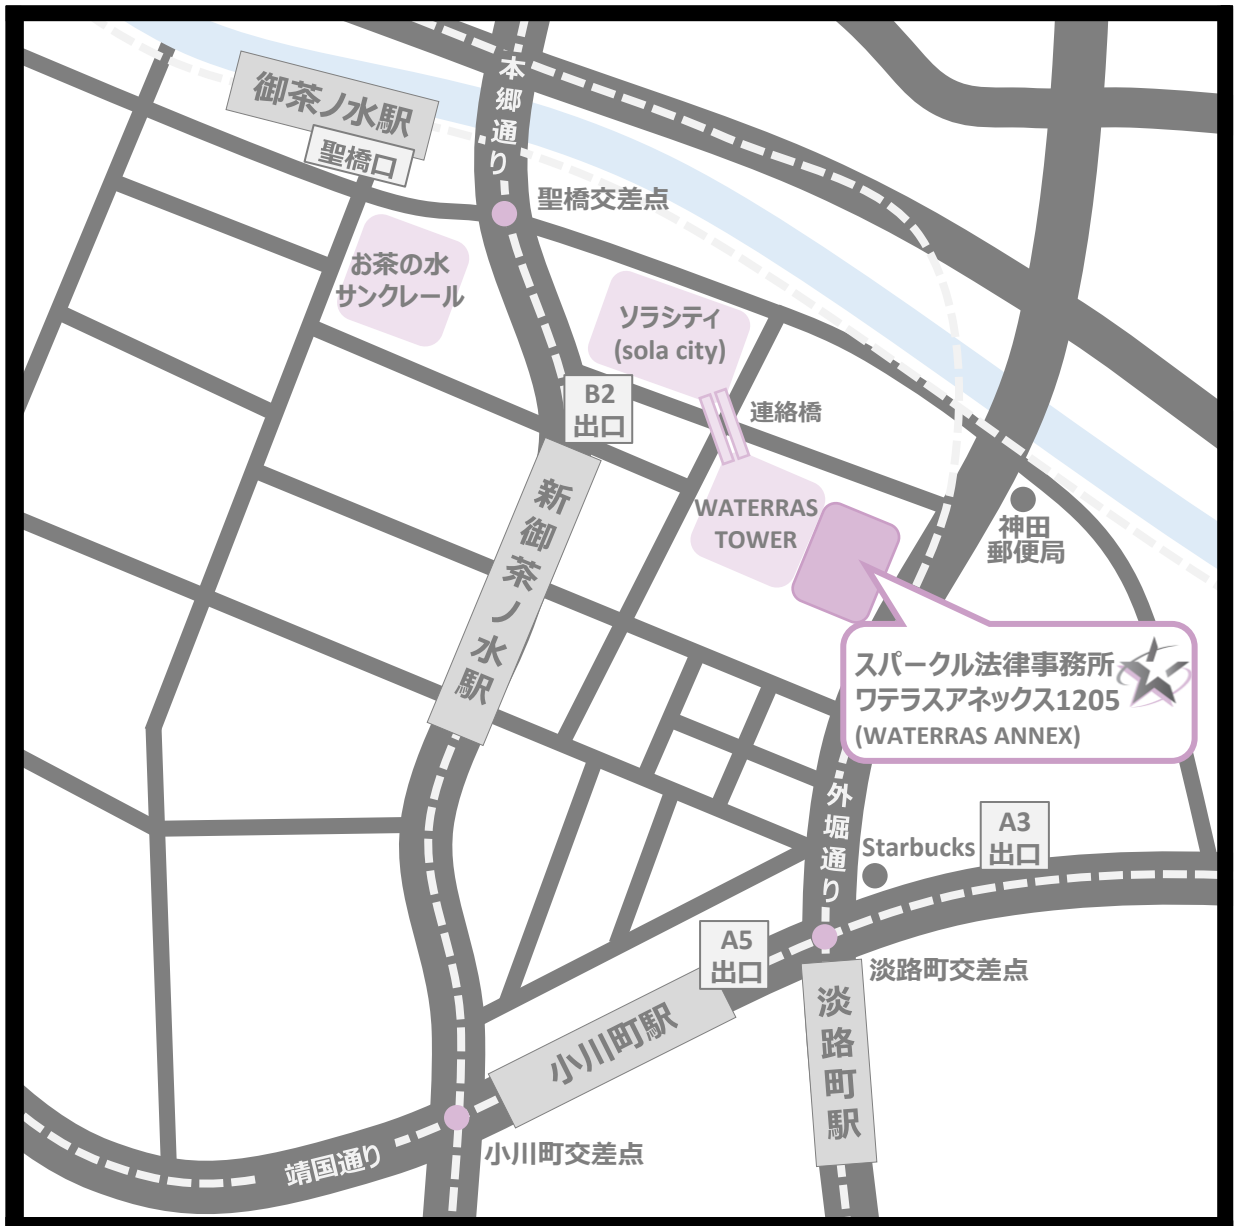 本郷通り
御茶ノ水駅
聖橋口
聖橋交差点
お茶の水
サンクレール
ソラシティ
(sola city)
B2
出口
連絡橋
新御茶ノ水駅
WATERRAS
TOWER
神田
郵便局
スパークル法律事務所
ワテラスアネックス1205
(WATERRAS ANNEX)
外堀通り
Starbucks
A3
出口
A5
出口
淡路町交差点
淡路町駅
小川町駅
小川町交差点
靖国通り